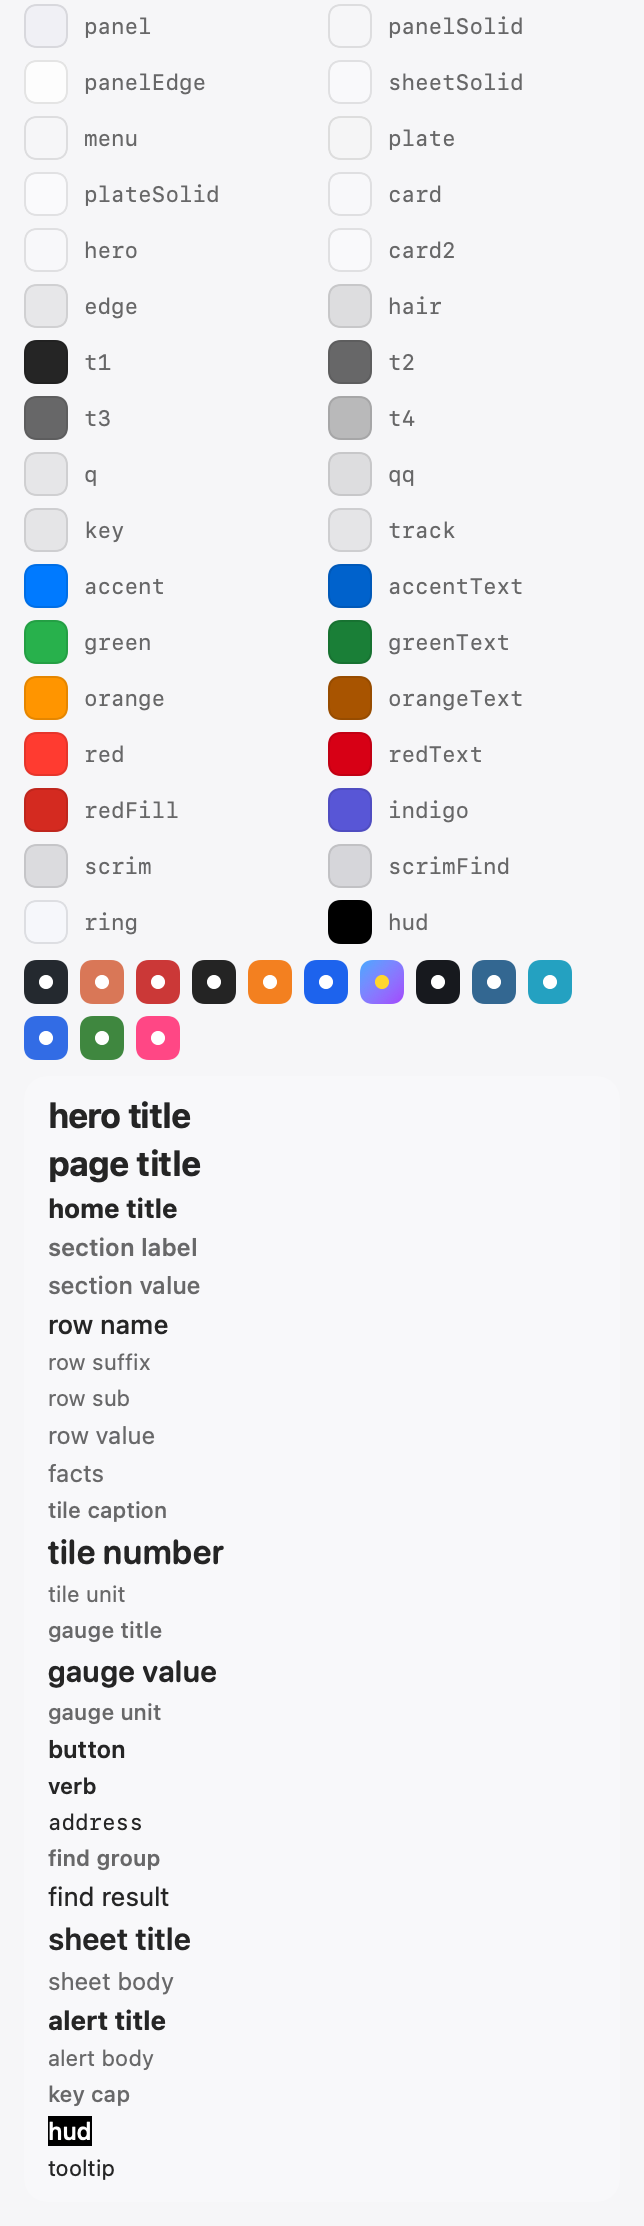 panel panelSolid
panelEdge sheetSolid
menu plate
plateSolid card
hero card2
edge hair
t1 t2
t3 t4
q qq
key track
accent accentText
green greenText
orange orangeText
red redText
redFill indigo
scrim scrimFind
ring hud
hero title
page title
home title
section label
section value
row name
row suffix
row sub
row value
facts
tile caption
tile number
tile unit
gauge title
gauge value
gauge unit
button
verb
address
find group
find result
sheet title
sheet body
alert title
alert body
key cap
hud
tooltip